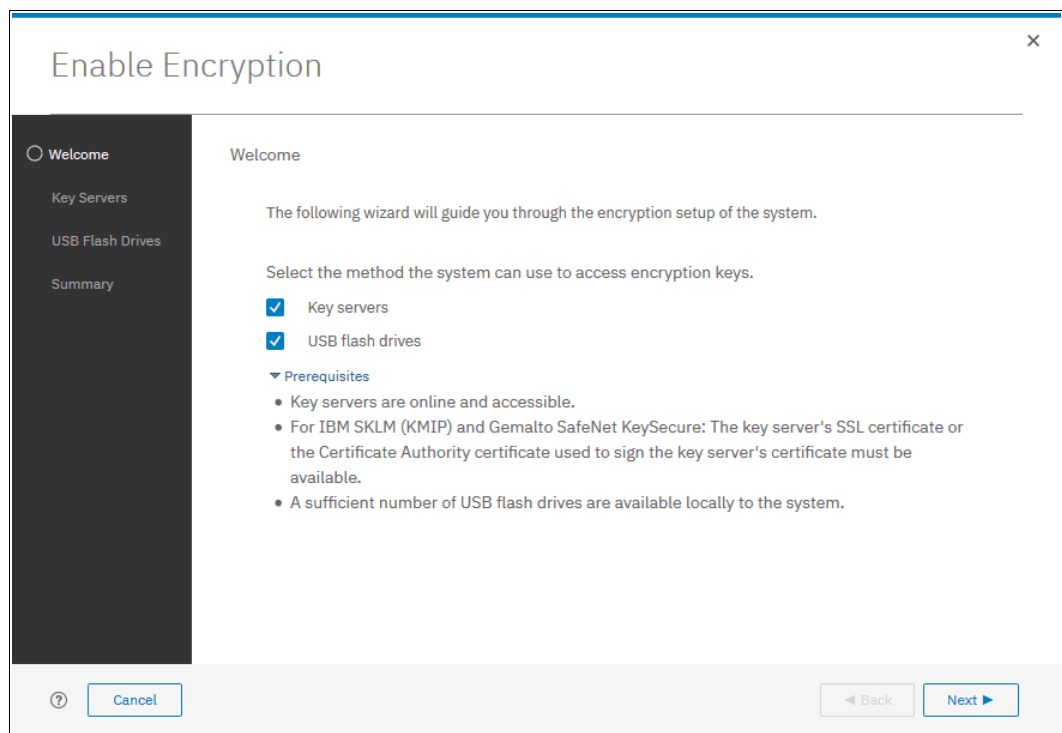 Enable Encryption
Welcome
Key Servers
USB Flash Drives
Summary
Welcome
The following wizard will guide you through the encryption setup of the system.
Select the method the system can use to access encryption keys.
Key servers
USB flash drives
Prerequisites
• Key servers are online and accessible.
• For IBM SKLM (KMIP) and Gemalto SafeNet KeySecure: The key server's SSL certificate or
the Certificate Authority certificate used to sign the key server's certificate must be
available.
• A sufficient number of USB flash drives are available locally to the system.
?
Cancel
Back
Next